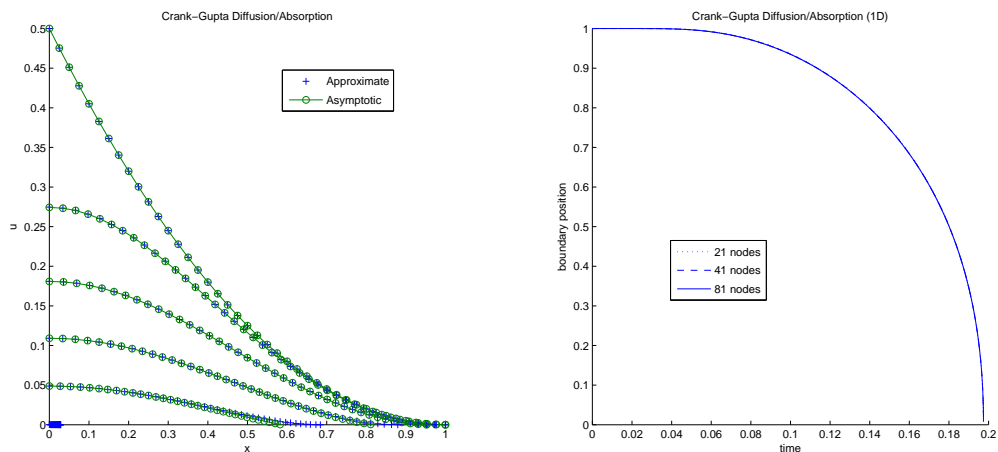 Crank−Gupta Diffusion/Absorption
0.5
0.45
0.4
0.35
0.3
0.25
0.2
0.15
0.1
0.05
0
u
Approximate
Asymptotic
0 0.1 0.2 0.3 0.4 0.5 0.6 0.7 0.8 0.9 1
x
Crank−Gupta Diffusion/Absorption (1D)
1
0.9
0.8
0.7
0.6
0.5
0.4
0.3
0.2
0.1
0
boundary position
21 nodes
41 nodes
81 nodes
0 0.02 0.04 0.06 0.08 0.1 0.12 0.14 0.16 0.18 0.2
time